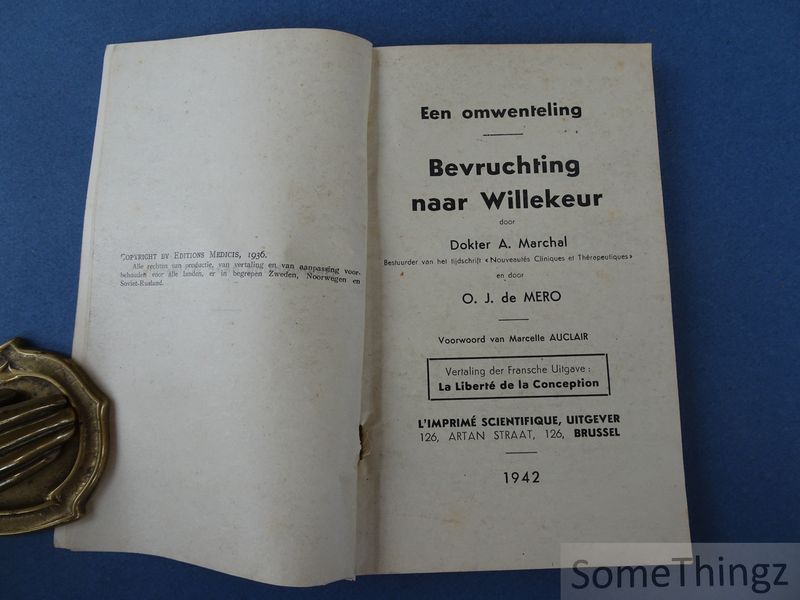 COPYRIGHT BY EDITIONS MEDICIS, 1936.
Alle rechten van productie, van vertaling en van aanpassing voor-
behouden voor alle landen, er in begrepen Zweden, Noorwegen en
Soviet-Rusland.
Een omwenteling
Bevruchting
naar Willekeur
door
Dokter A. Marchal
Bestuurder van het tijdschrift «Nouveautés Cliniques et Thérapeutiques»
en door
O. J. de MERO
Voorwoord van Marcelle AUCLAIR
Vertaling der Fransche Uitgave :
La Liberté de la Conception
L'IMPRIMÉ SCIENTIFIQUE, UITGEVER
126, ARTAN STRAAT, 126, BRUSSEL
1942
SomeThingz